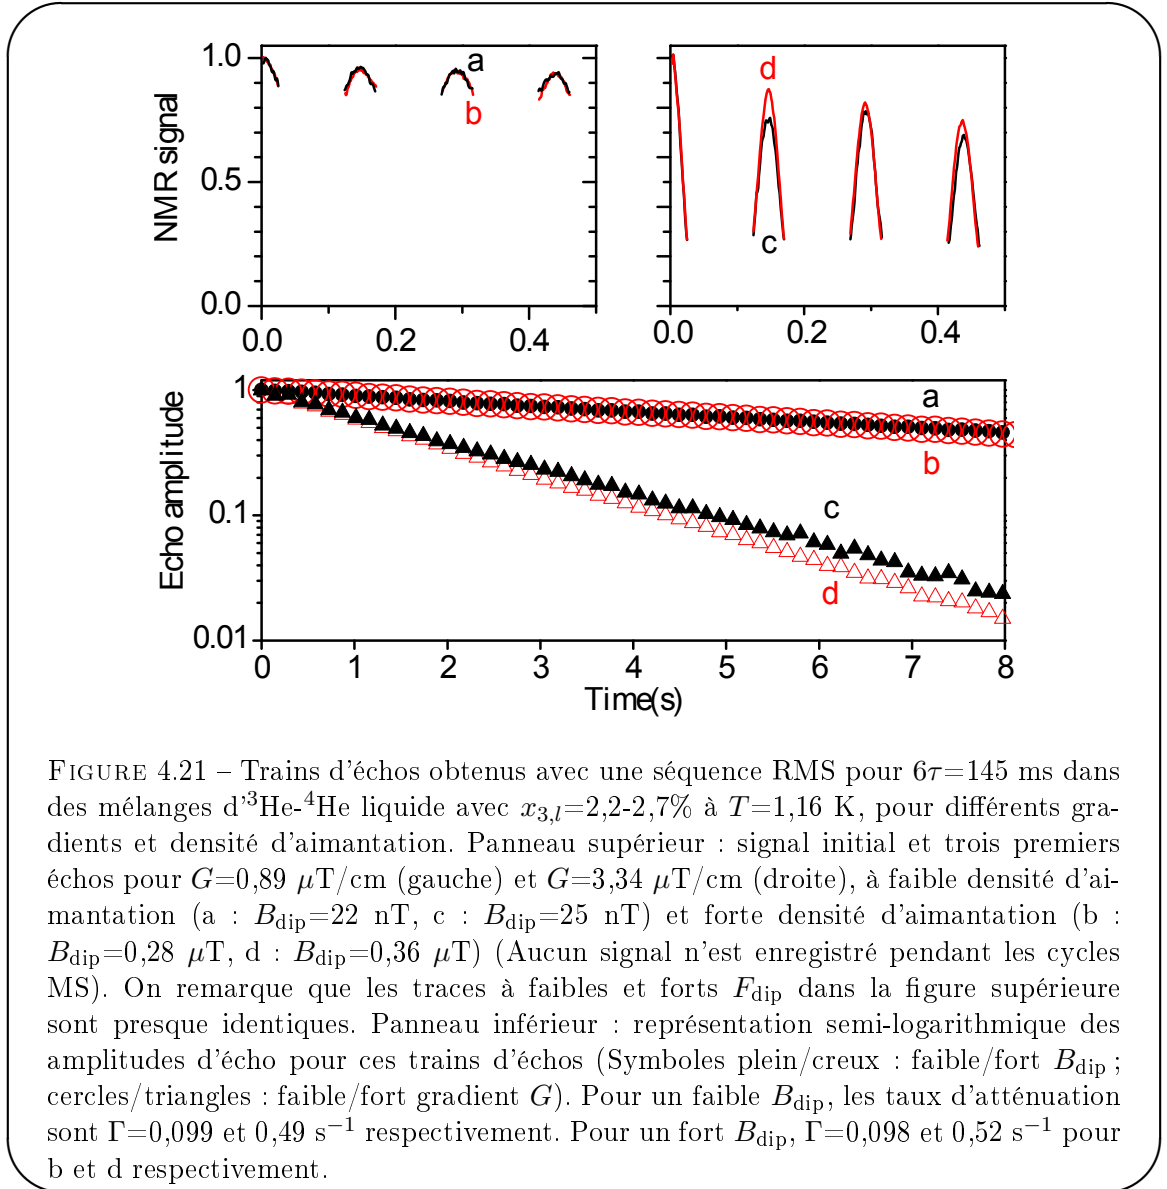 NMR signal
1.0
0.5
0.0
a
b
0.0
0.2
0.4
d
c
0.0
0.2
0.4
Echo amplitude
1
0.1
0.01
a
b
c
d
0 1 2 3 4 5 6 7 8
Time(s)
FIGURE 4.21 – Trains d'échos obtenus avec une séquence RMS pour 6τ=145 ms dans
des mélanges d'³He-⁴He liquide avec x₃,ₗ=2,2-2,7% à T=1,16 K, pour différents gra-
dients et densité d'aimantation. Panneau supérieur : signal initial et trois premiers
échos pour G=0,89 μT/cm (gauche) et G=3,34 μT/cm (droite), à faible densité d'ai-
mantation (a : B_dip=22 nT, c : B_dip=25 nT) et forte densité d'aimantation (b :
B_dip=0,28 μT, d : B_dip=0,36 μT) (Aucun signal n'est enregistré pendant les cycles
MS). On remarque que les traces à faibles et forts F_dip dans la figure supérieure
sont presque identiques. Panneau inférieur : représentation semi-logarithmique des
amplitudes d'écho pour ces trains d'échos (Symboles plein/creux : faible/fort B_dip ;
cercles/triangles : faible/fort gradient G). Pour un faible B_dip, les taux d'atténuation
sont Γ=0,099 et 0,49 s⁻¹ respectivement. Pour un fort B_dip, Γ=0,098 et 0,52 s⁻¹ pour
b et d respectivement.